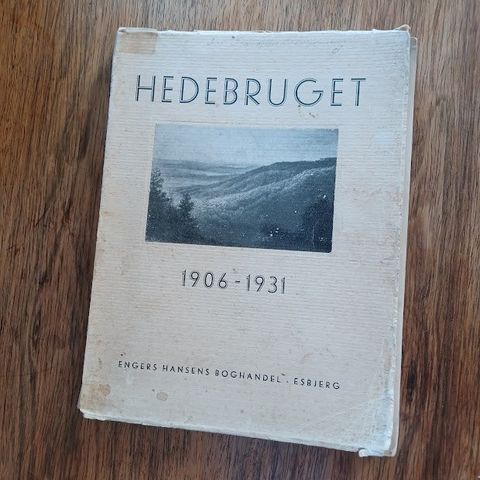 HEDEBRUGET
1906-1931
ENGERS HANSENS BOGHANDEL · ESBJERG